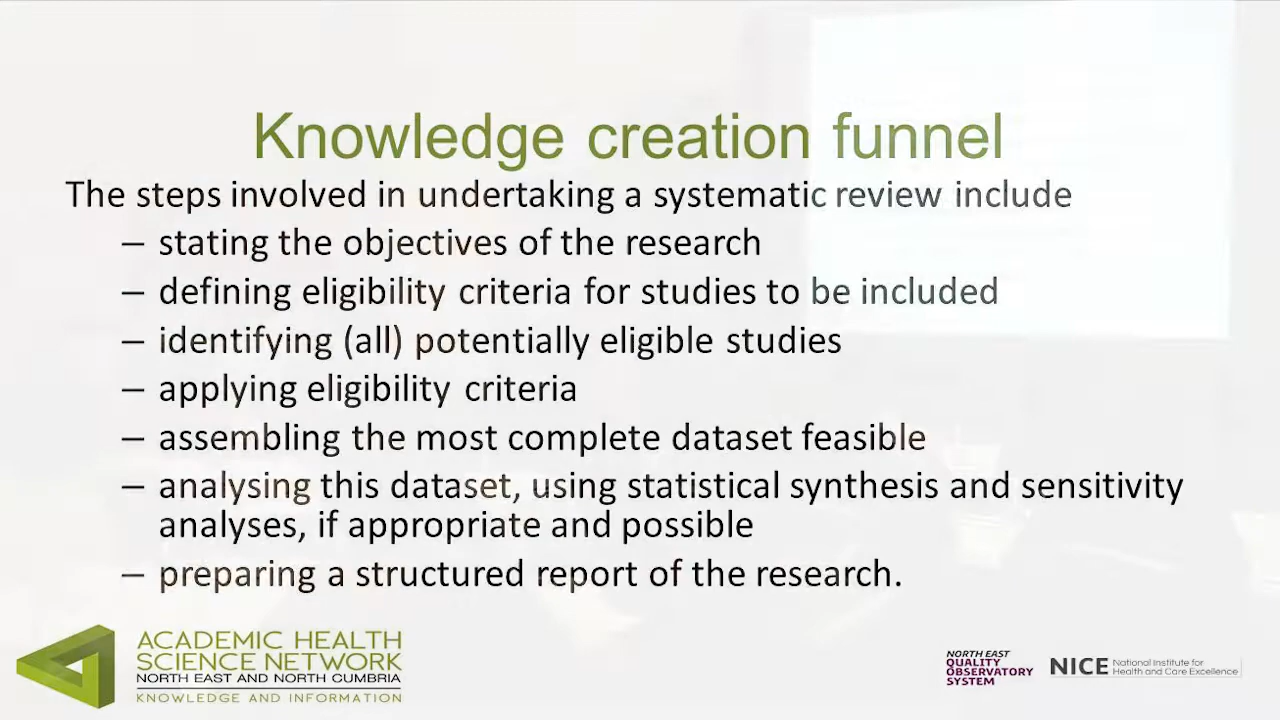 Knowledge creation funnel
The steps involved in undertaking a systematic review include
– stating the objectives of the research
– defining eligibility criteria for studies to be included
– identifying (all) potentially eligible studies
– applying eligibility criteria
– assembling the most complete dataset feasible
– analysing this dataset, using statistical synthesis and sensitivity
analyses, if appropriate and possible
– preparing a structured report of the research.
ACADEMIC HEALTH
SCIENCE NETWORK
NORTH EAST AND NORTH CUMBRIA
KNOWLEDGE AND INFORMATION
NORTH EAST
QUALITY
OBSERVATORY
SYSTEM
NICE National Institute for
Health and Care Excellence